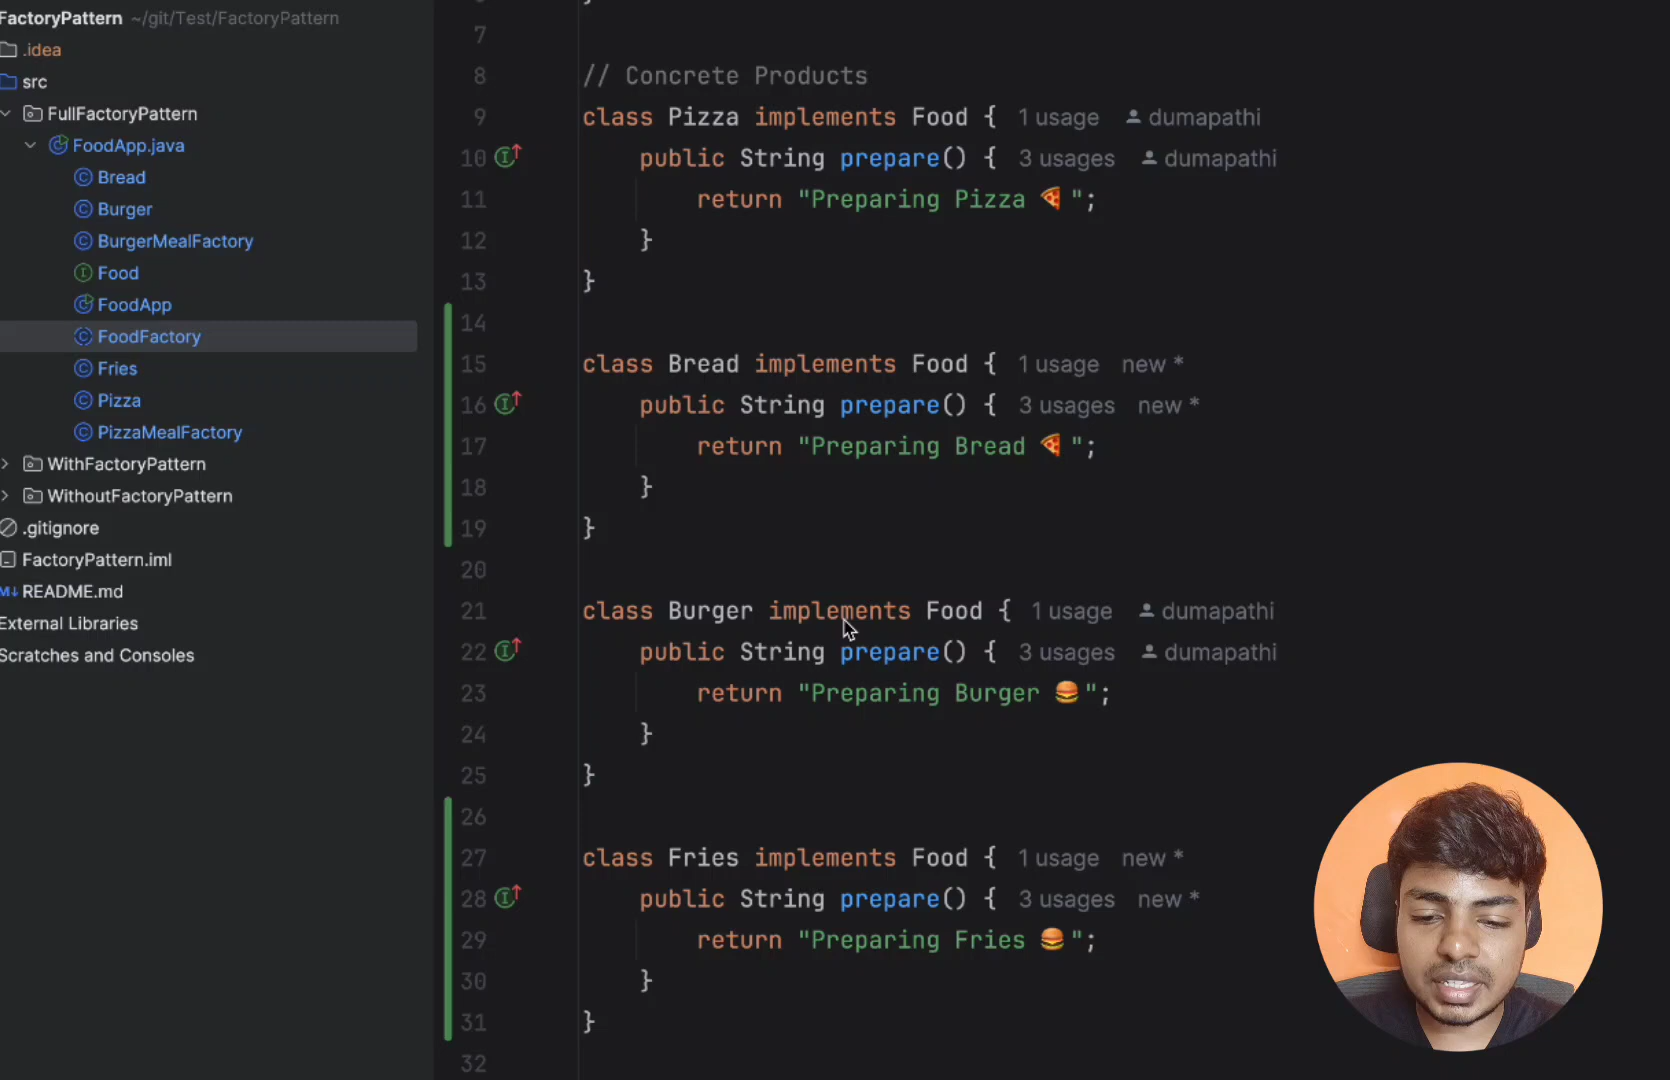 FactoryPattern ~/git/Test/FactoryPattern
.idea
src
FullFactoryPattern
FoodApp.java
Bread
Burger
BurgerMealFactory
Food
FoodApp
FoodFactory
Fries
Pizza
PizzaMealFactory
WithFactoryPattern
WithoutFactoryPattern
.gitignore
FactoryPattern.iml
README.md
External Libraries
Scratches and Consoles
7
8 // Concrete Products
9 class Pizza implements Food { 1 usage dumapathi
10 public String prepare() { 3 usages dumapathi
11 return "Preparing Pizza 🍕 ";
12 }
13 }
14
15 class Bread implements Food { 1 usage new *
16 public String prepare() { 3 usages new *
17 return "Preparing Bread 🍕 ";
18 }
19 }
20
21 class Burger implements Food { 1 usage dumapathi
22 public String prepare() { 3 usages dumapathi
23 return "Preparing Burger 🍔 ";
24 }
25 }
26
27 class Fries implements Food { 1 usage new *
28 public String prepare() { 3 usages new *
29 return "Preparing Fries 🍔 ";
30 }
31 }
32